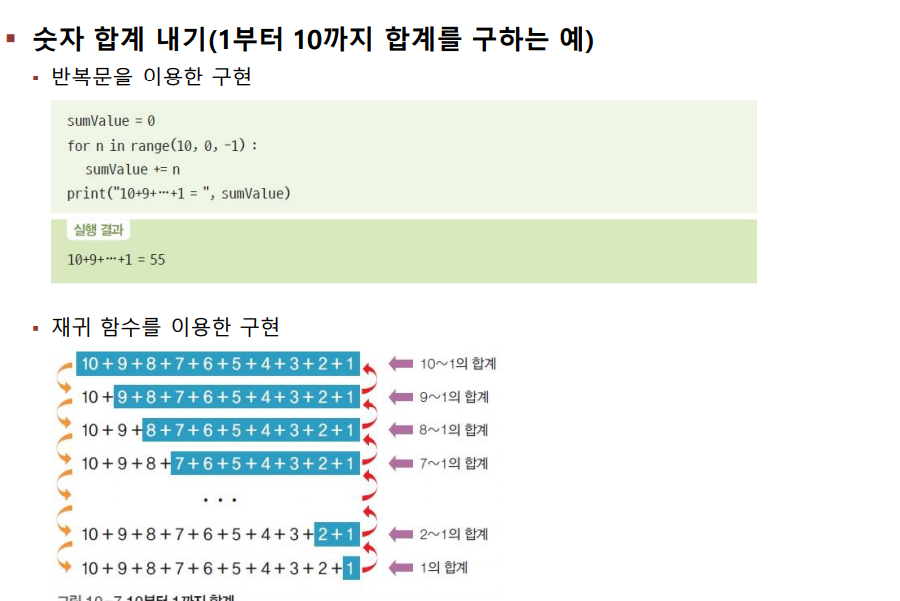 숫자 합계 내기(1부터 10까지 합계를 구하는 예)
반복문을 이용한 구현
sumValue = 0
for n in range(10, 0, -1) :
sumValue += n
print("10+9+…+1 = ", sumValue)
실행 결과
10+9+…+1 = 55
재귀 함수를 이용한 구현
10+9+8+7+6+5+4+3+2+1 10~1의 합계
10+9+8+7+6+5+4+3+2+1 9~1의 합계
10+9+8+7+6+5+4+3+2+1 8~1의 합계
10+9+8+7+6+5+4+3+2+1 7~1의 합계
...
10+9+8+7+6+5+4+3+2+1 2~1의 합계
10+9+8+7+6+5+4+3+2+1 1의 합계